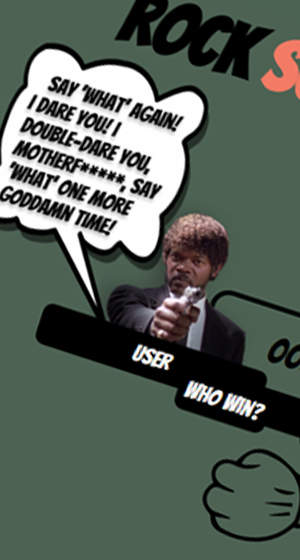 ROCK
SAY 'WHAT' AGAIN!
I DARE YOU! I
DOUBLE-DARE YOU,
MOTHERF*****, SAY
'WHAT' ONE MORE
GODDAMN TIME!
USER
WHO WIN?